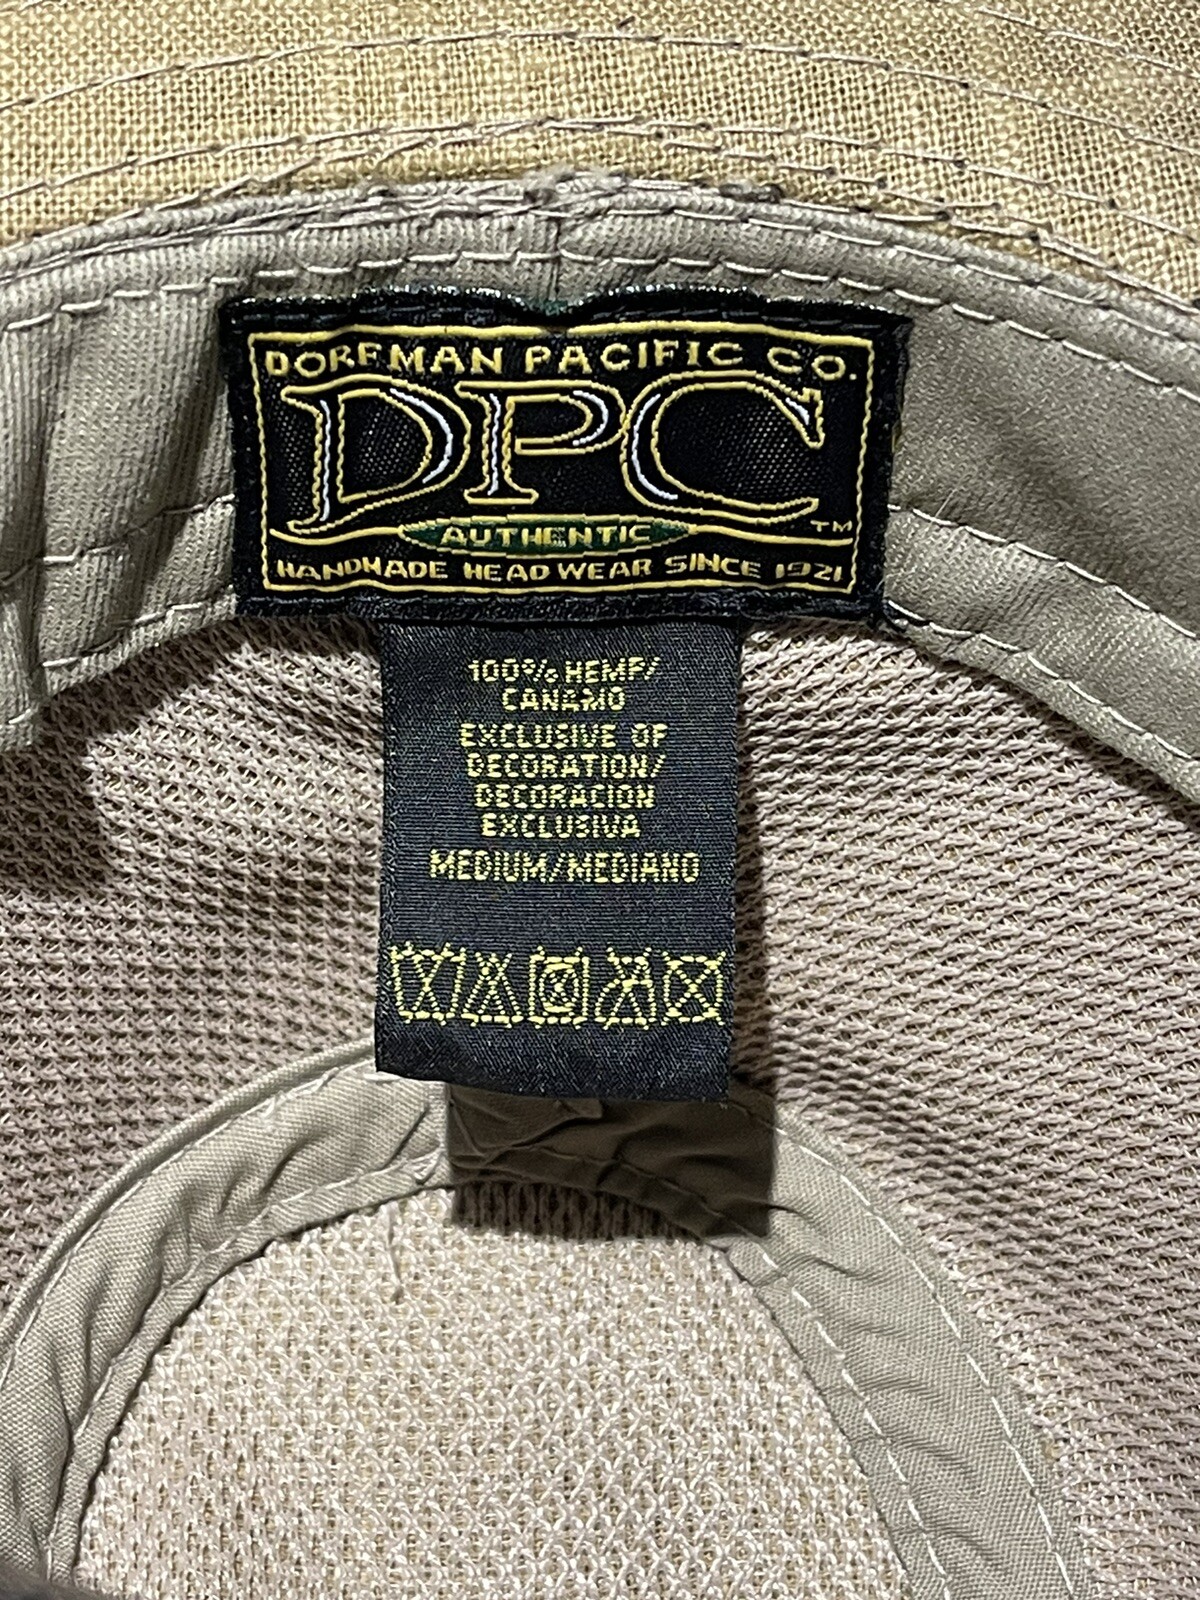 DORFMAN PACIFIC CO.
DPC
TM
AUTHENTIC
HANDMADE HEADWEAR SINCE 1921
100% HEMP/
CANAMO
EXCLUSIVE OF
DECORATION/
DECORACION
EXCLUSIVA
MEDIUM/MEDIANO